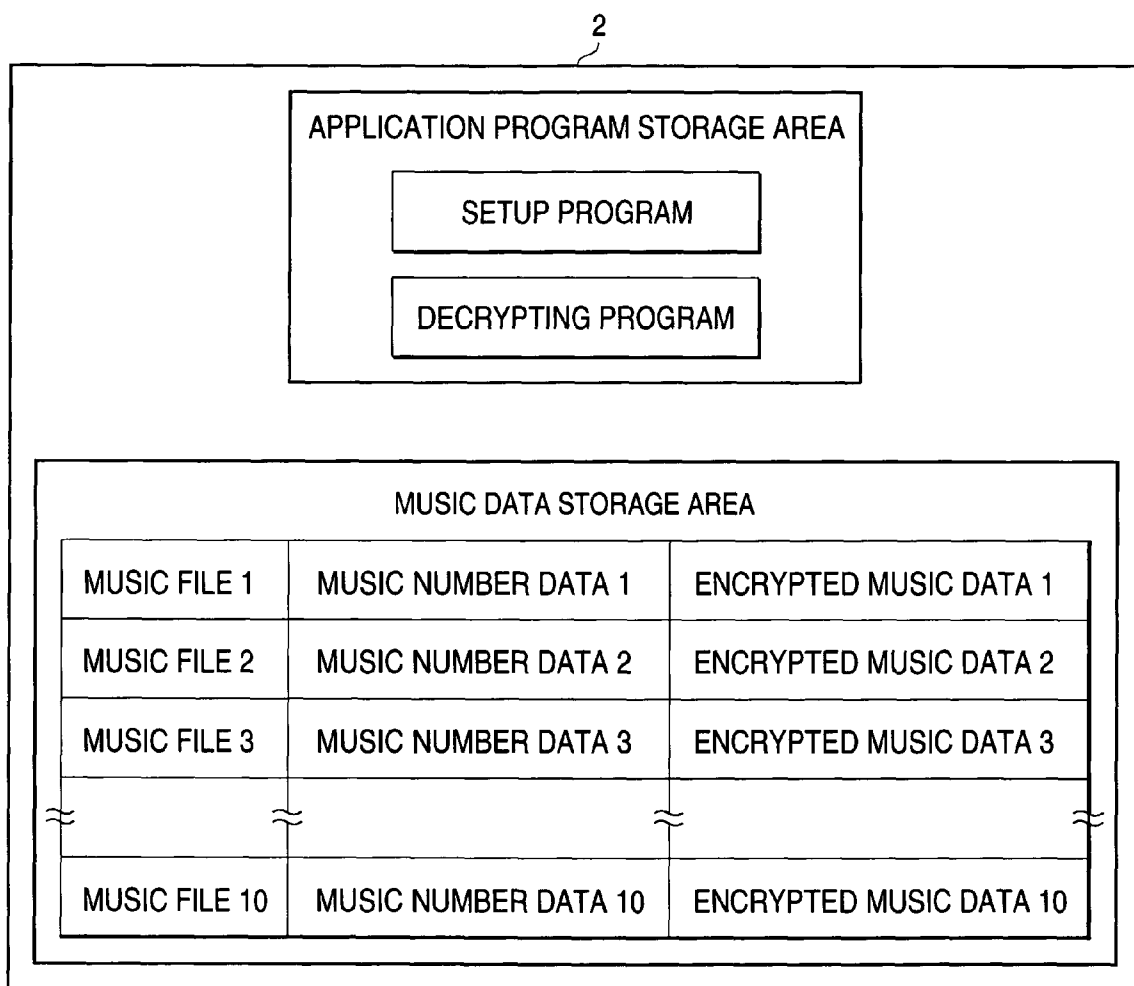 2
APPLICATION PROGRAM STORAGE AREA
SETUP PROGRAM
DECRYPTING PROGRAM
MUSIC DATA STORAGE AREA
MUSIC FILE 1 MUSIC NUMBER DATA 1 ENCRYPTED MUSIC DATA 1
MUSIC FILE 2 MUSIC NUMBER DATA 2 ENCRYPTED MUSIC DATA 2
MUSIC FILE 3 MUSIC NUMBER DATA 3 ENCRYPTED MUSIC DATA 3
MUSIC FILE 10 MUSIC NUMBER DATA 10 ENCRYPTED MUSIC DATA 10